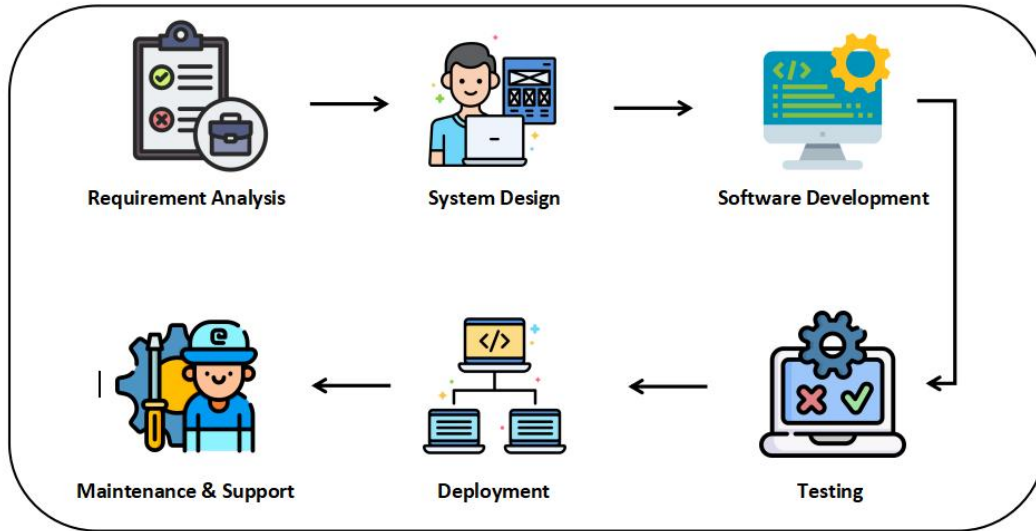 Requirement Analysis
System Design
</>
Software Development
Testing
</>
Deployment
Maintenance & Support